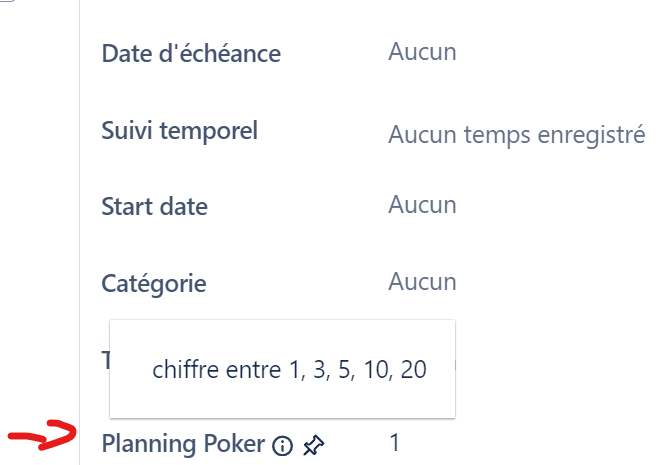 Date d'échéance Aucun
Suivi temporel Aucun temps enregistré
Start date Aucun
Catégorie Aucun
chiffre entre 1, 3, 5, 10, 20
Planning Poker 1